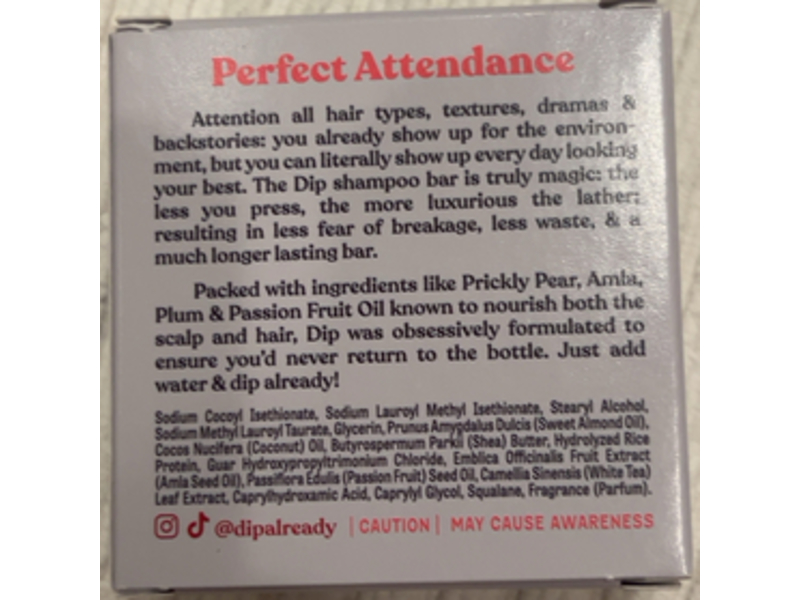 Perfect Attendance
Attention all hair types, textures, dramas &
backstories: you already show up for the environ-
ment, but you can literally show up every day looking
your best. The Dip shampoo bar is truly magic: the
less you press, the more luxurious the lather;
resulting in less fear of breakage, less waste, & a
much longer lasting bar.
Packed with ingredients like Prickly Pear, Amla,
Plum & Passion Fruit Oil known to nourish both the
scalp and hair, Dip was obsessively formulated to
ensure you'd never return to the bottle. Just add
water & dip already!
Sodium Cocoyl Isethionate, Sodium Lauroyl Methyl Isethionate, Stearyl Alcohol,
Sodium Methyl Lauroyl Taurate, Glycerin, Prunus Amygdalus Dulcis (Sweet Almond Oil),
Cocos Nucifera (Coconut) Oil, Butyrospermum Parkii (Shea) Butter, Hydrolyzed Rice
Protein, Guar Hydroxypropyltrimonium Chloride, Emblica Officinalis Fruit Extract
(Amla Seed Oil), Passiflora Edulis (Passion Fruit) Seed Oil, Camellia Sinensis (White Tea)
Leaf Extract, Caprylhydroxamic Acid, Caprylyl Glycol, Squalane, Fragrance (Parfum).
@dipalready | CAUTION | MAY CAUSE AWARENESS